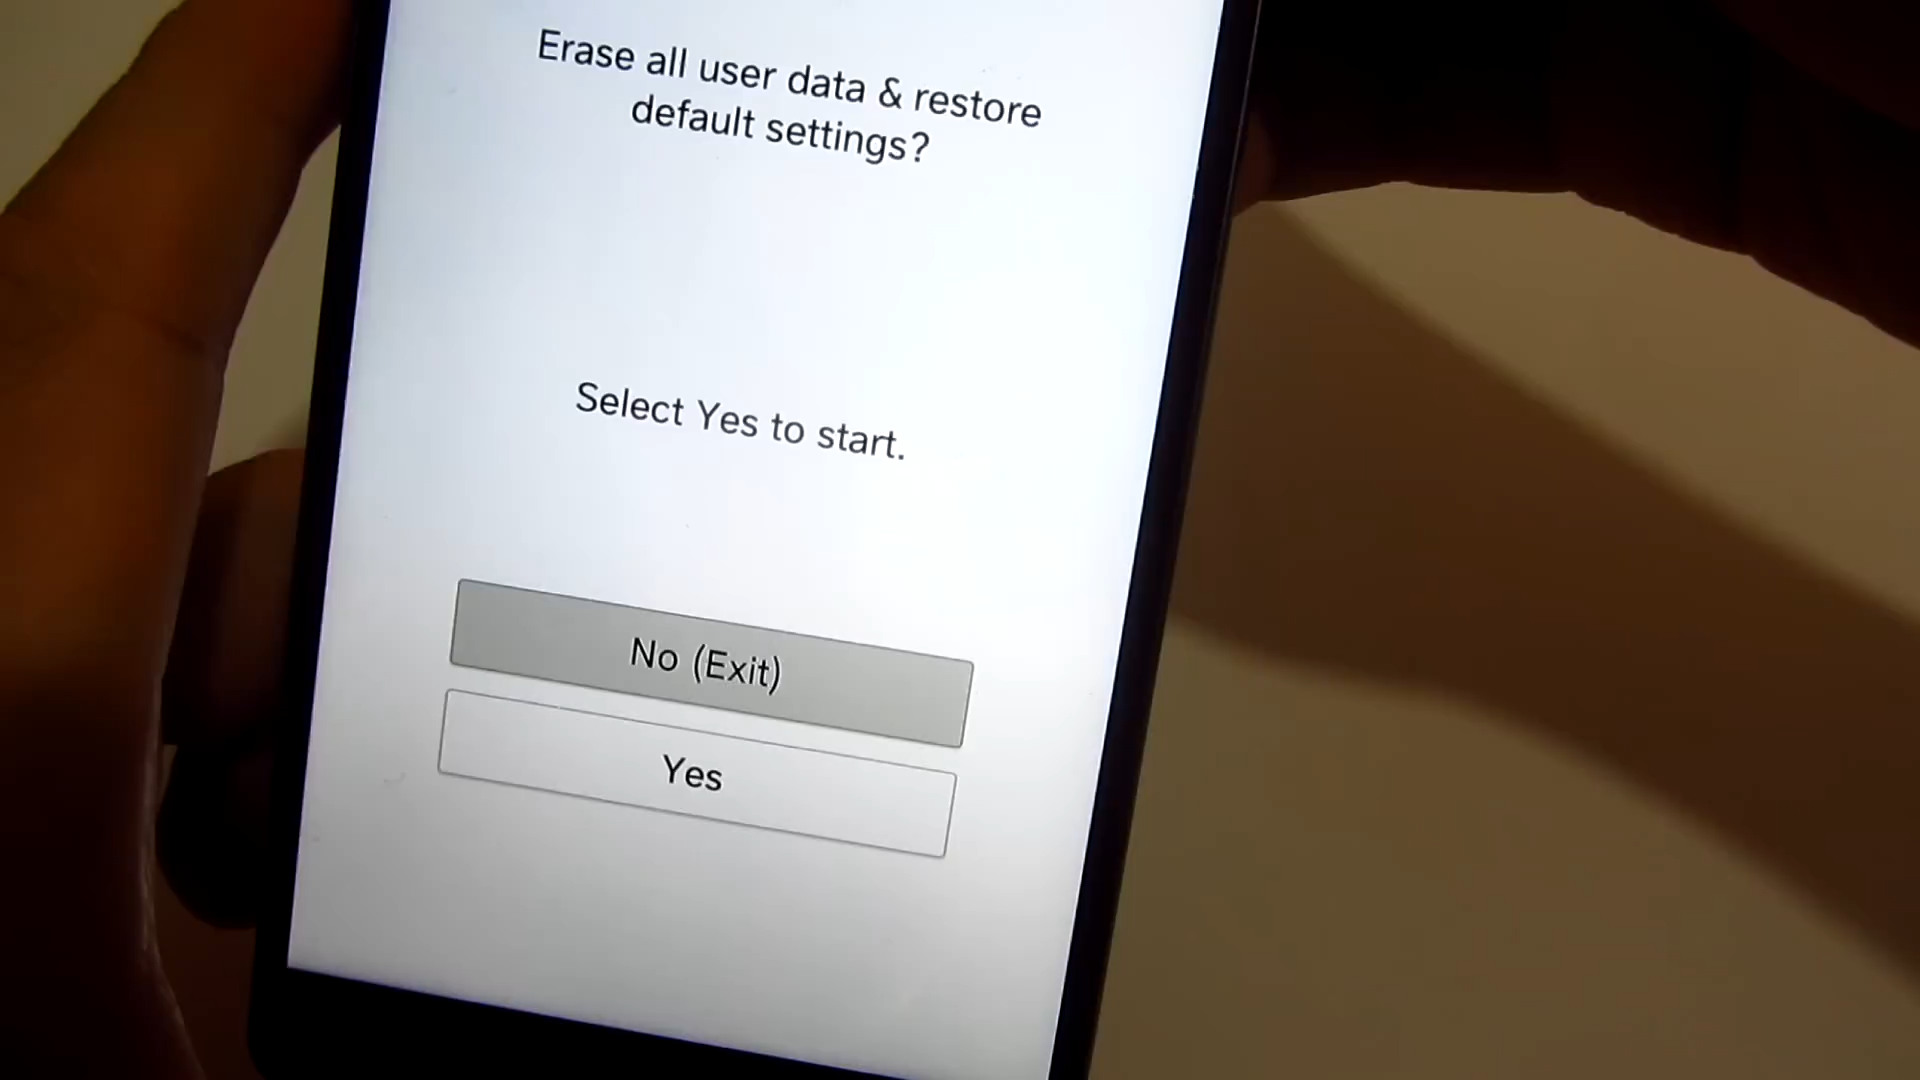 Erase all user data & restore
default settings?
Select Yes to start.
No (Exit)
Yes